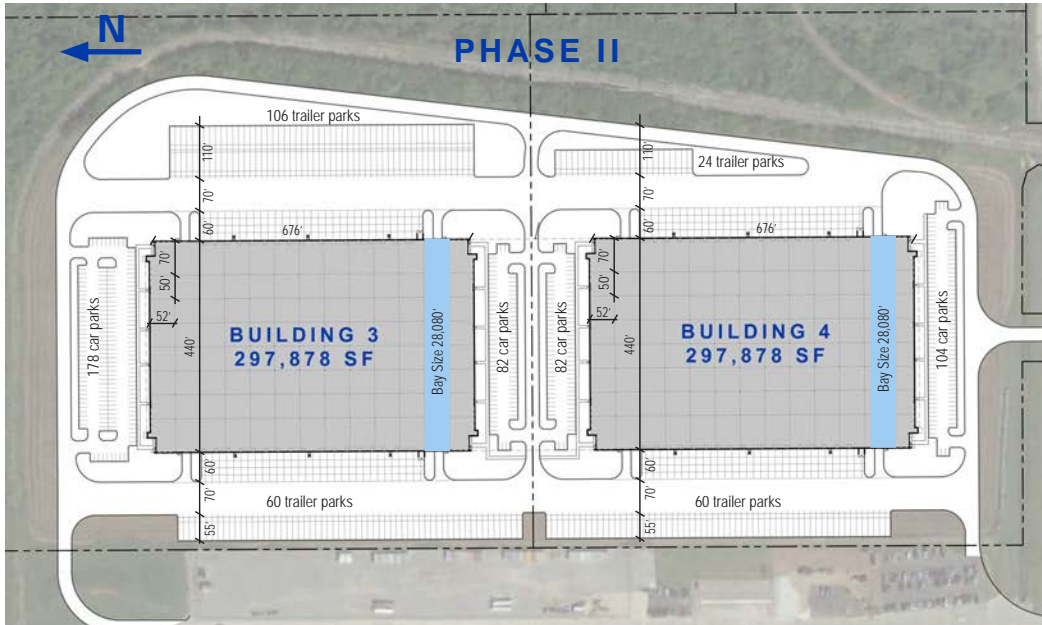 N
PHASE II
106 trailer parks
24 trailer parks
110'
110'
70'
70'
60'
60'
676'
676'
70'
70'
50'
50'
52'
52'
178 car parks
BUILDING 3
297,878 SF
440'
Bay Size 28,080'
82 car parks
82 car parks
BUILDING 4
297,878 SF
440'
Bay Size 28,080'
104 car parks
60'
60'
70'
70'
60 trailer parks
60 trailer parks
55'
55'